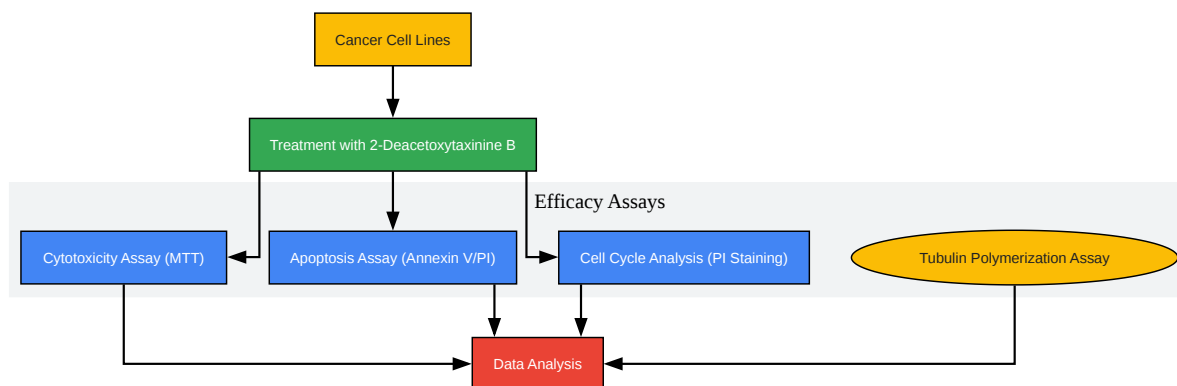 Cancer Cell Lines
Treatment with 2-Deacetoxytaxinine B
Efficacy Assays
Cytotoxicity Assay (MTT)
Apoptosis Assay (Annexin V/PI)
Cell Cycle Analysis (PI Staining)
Tubulin Polymerization Assay
Data Analysis